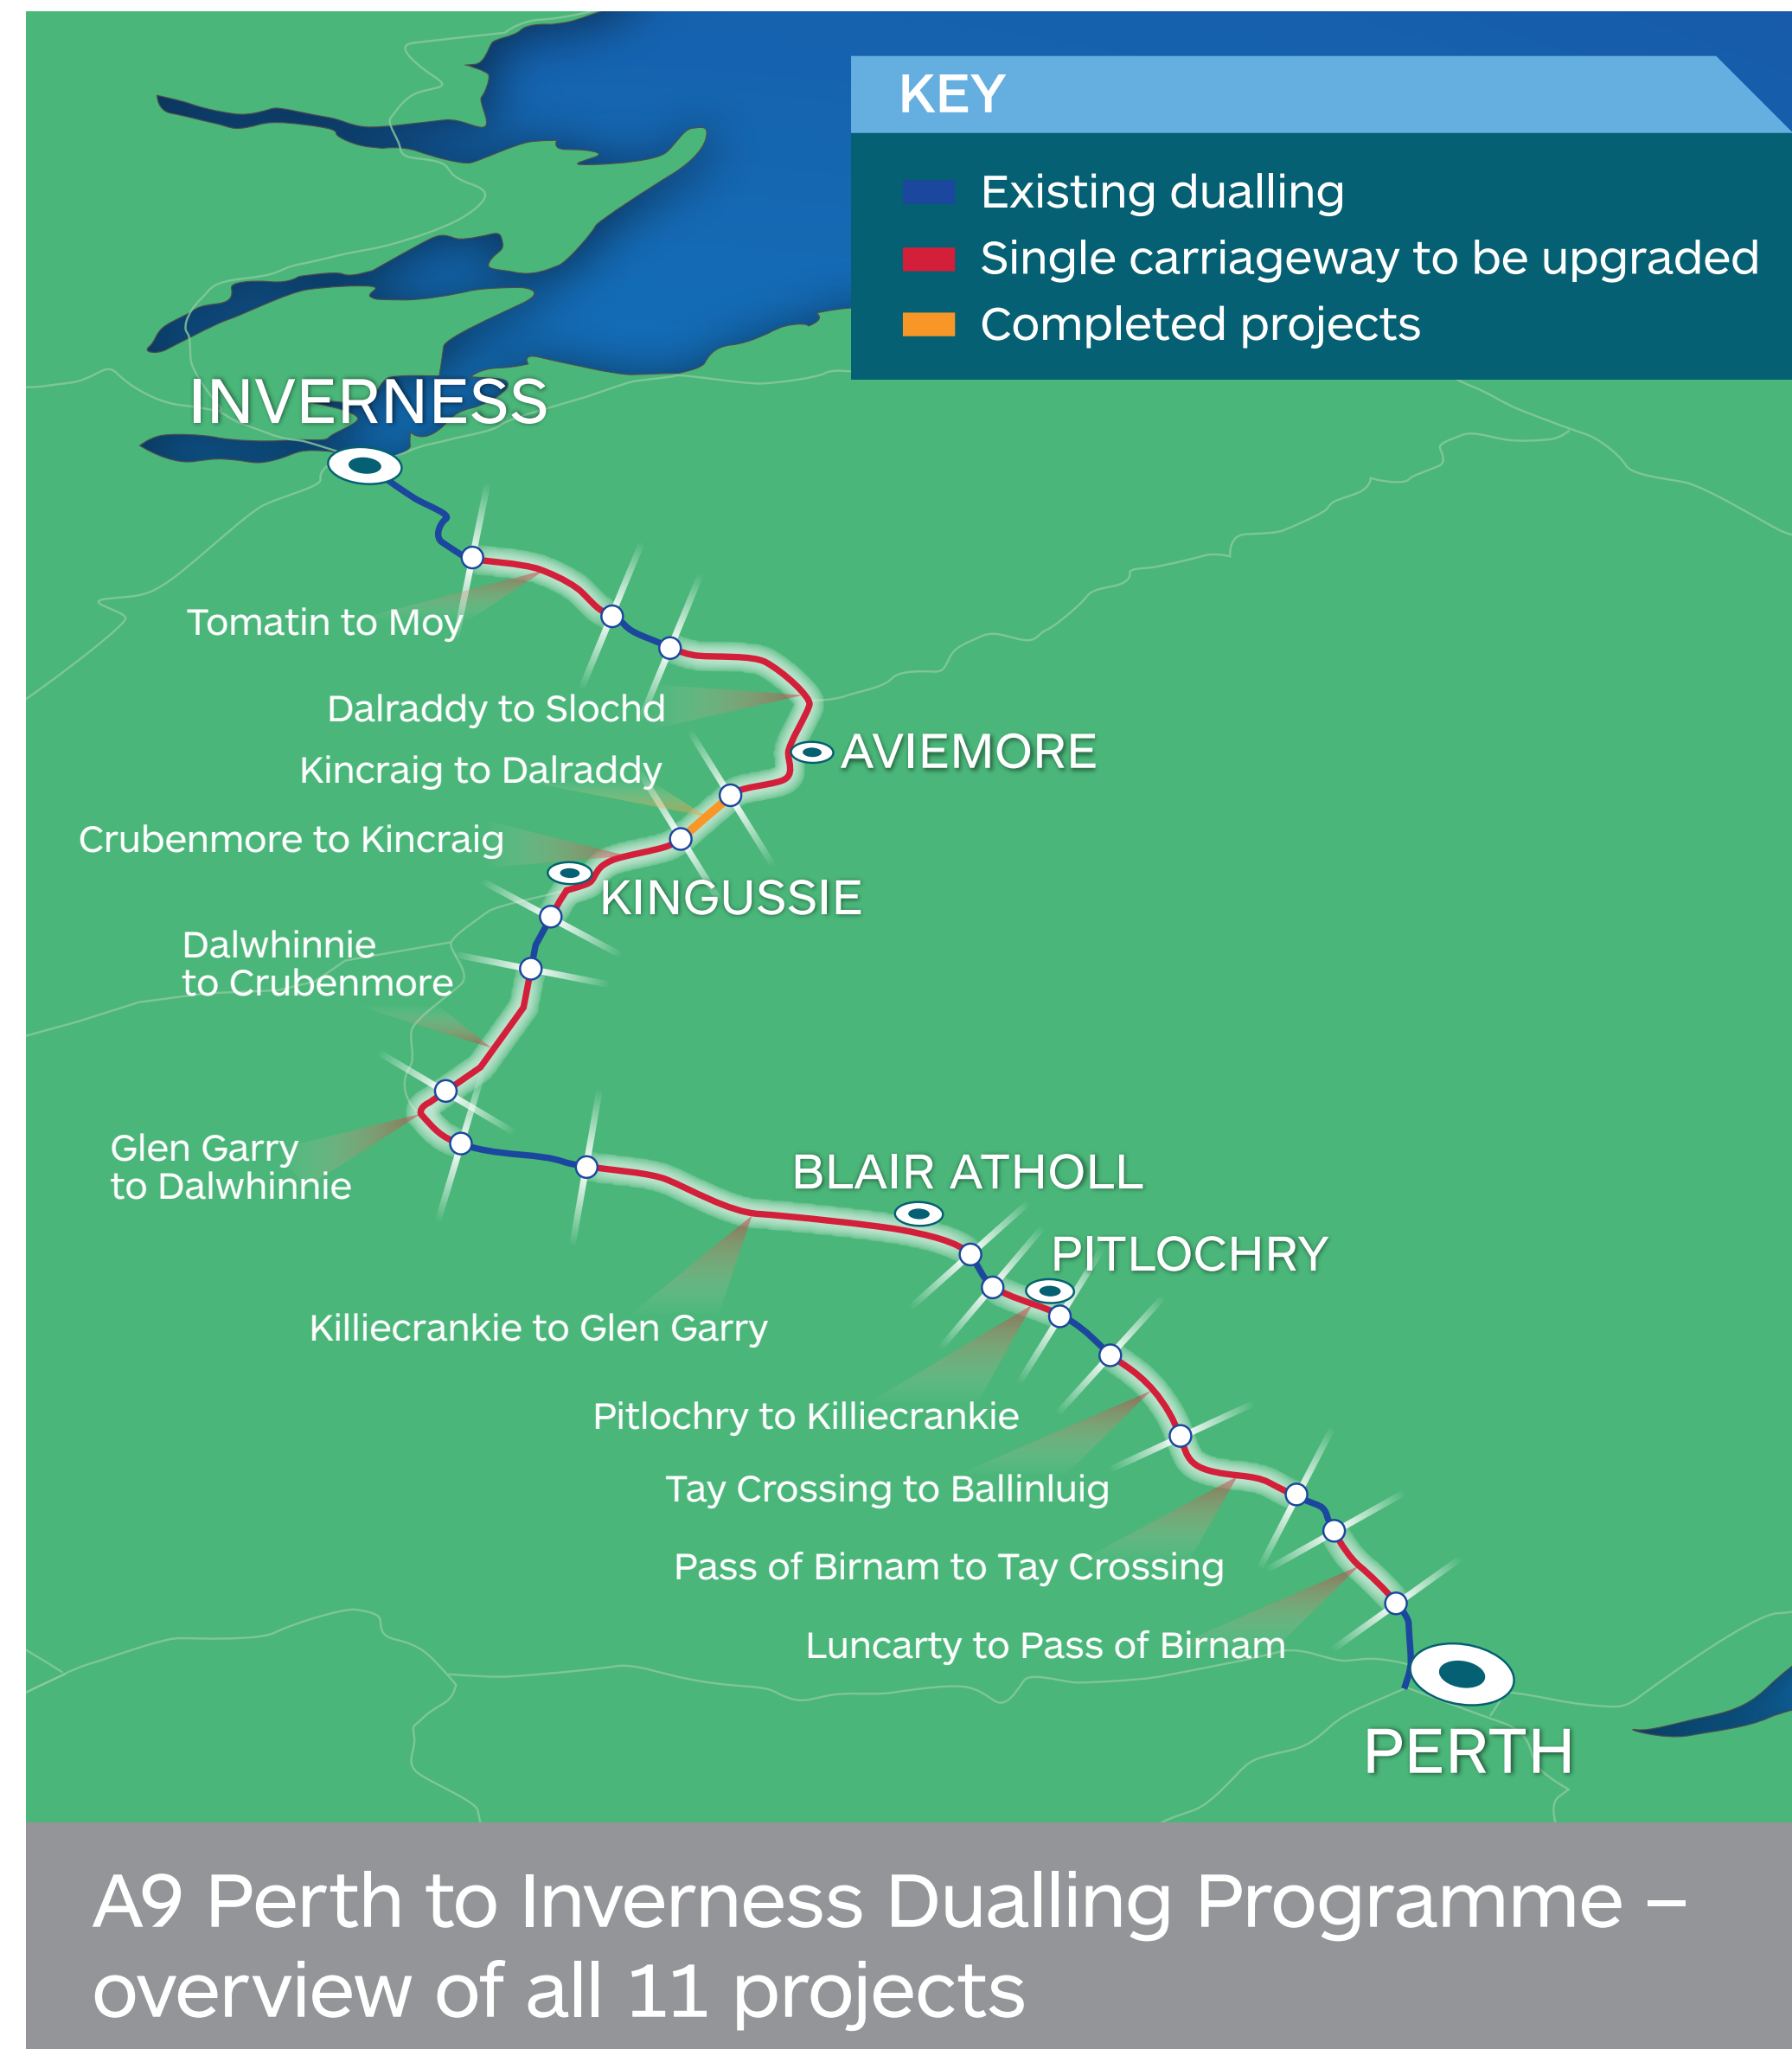 KEY
Existing dualling
Single carriageway to be upgraded
Completed projects
INVERNESS
Tomatin to Moy
Dalraddy to Slochd
AVIEMORE
Kincraig to Dalraddy
Crubenmore to Kincraig
KINGUSSIE
Dalwhinnie
to Crubenmore
Glen Garry
to Dalwhinnie
BLAIR ATHOLL
PITLOCHRY
Killiecrankie to Glen Garry
Pitlochry to Killiecrankie
Tay Crossing to Ballinluig
Pass of Birnam to Tay Crossing
Luncarty to Pass of Birnam
PERTH
A9 Perth to Inverness Dualling Programme –
overview of all 11 projects